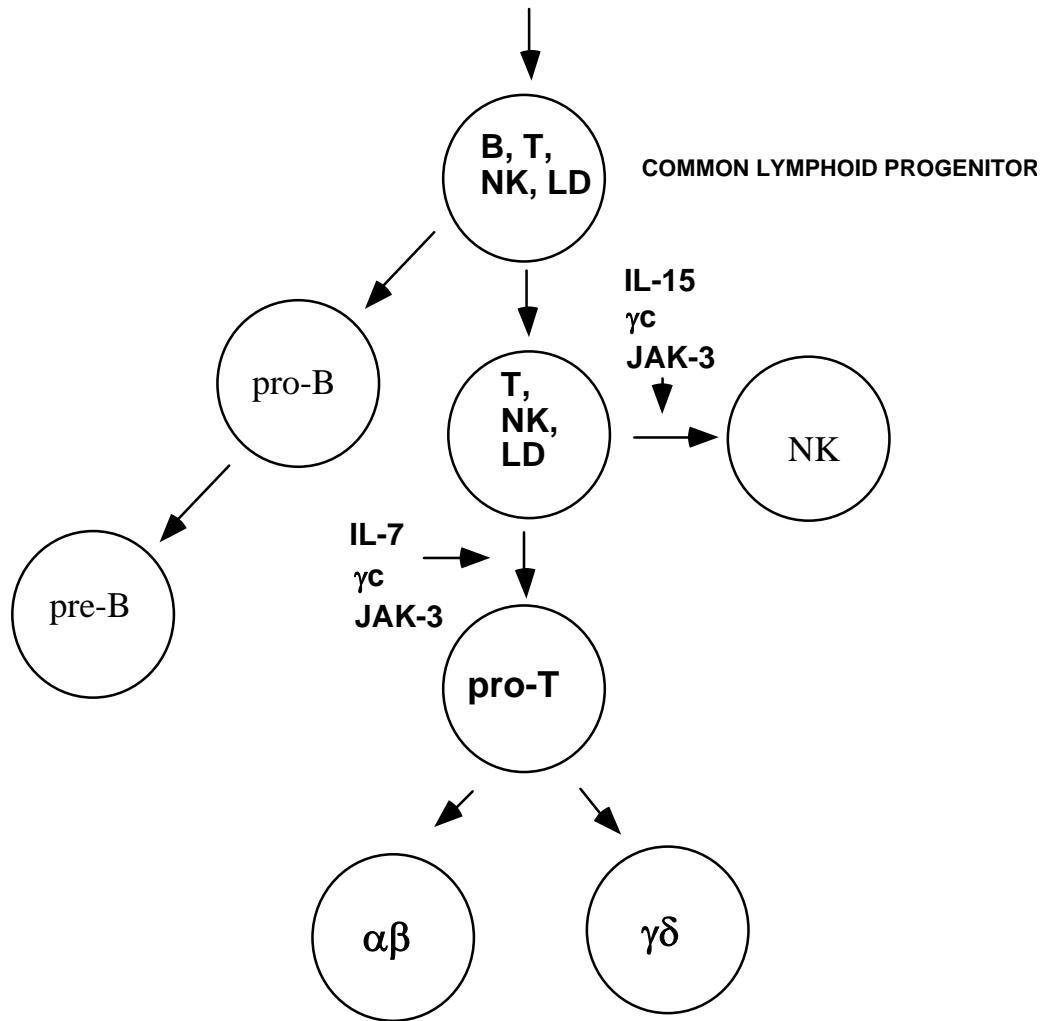 B, T,
NK, LD
COMMON LYMPHOID PROGENITOR
IL-15
γc
JAK-3
pro-B
T,
NK,
LD
NK
IL-7
γc
JAK-3
pre-B
pro-T
αβ
γδ